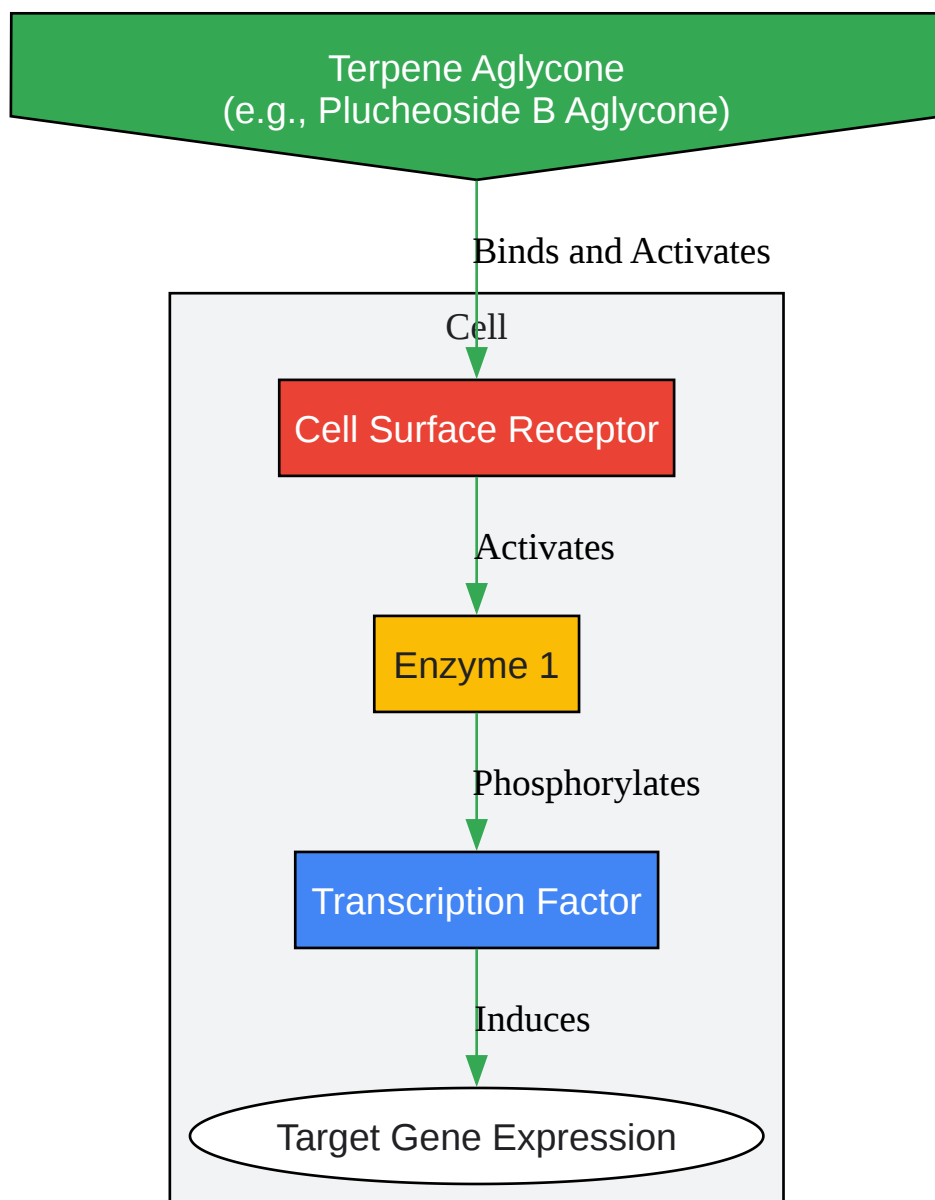 Terpene Aglycone
(e.g., Plucheoside B Aglycone)
Binds and Activates
Cell
Cell Surface Receptor
Activates
Enzyme 1
Phosphorylates
Transcription Factor
Induces
Target Gene Expression